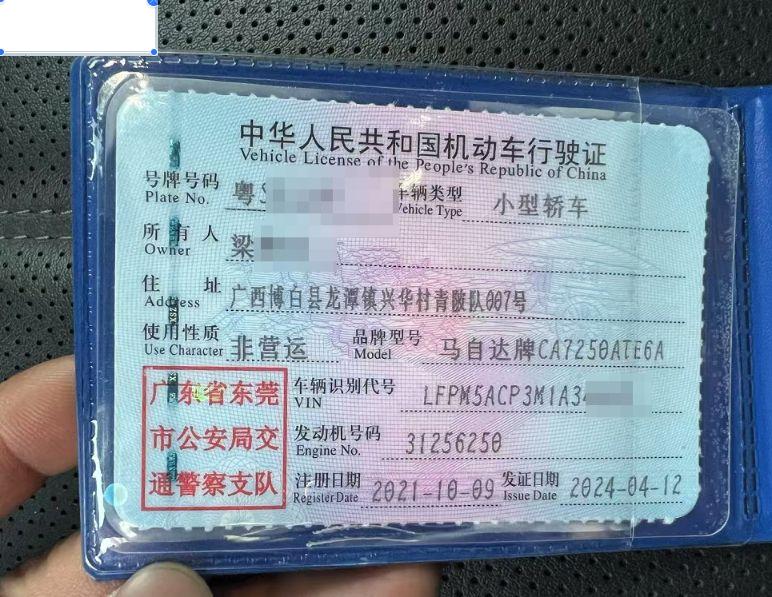 中华人民共和国机动车行驶证
Vehicle License of the People's Republic of China
号牌号码 粤S 车辆类型 小型轿车
Plate No. Vehicle Type
所有人 梁
Owner
住址 广西博白县龙潭镇兴华村青陂队007号
Address
使用性质 非营运 品牌型号 马自达牌CA7250ATE6A
Use Character Model
广东省东莞
市公安局交
通警察支队
车辆识别代号 LFPM5ACP3M1A3
VIN
发动机号码 31256250
Engine No.
注册日期 2021-10-09 发证日期 2024-04-12
Register Date Issue Date